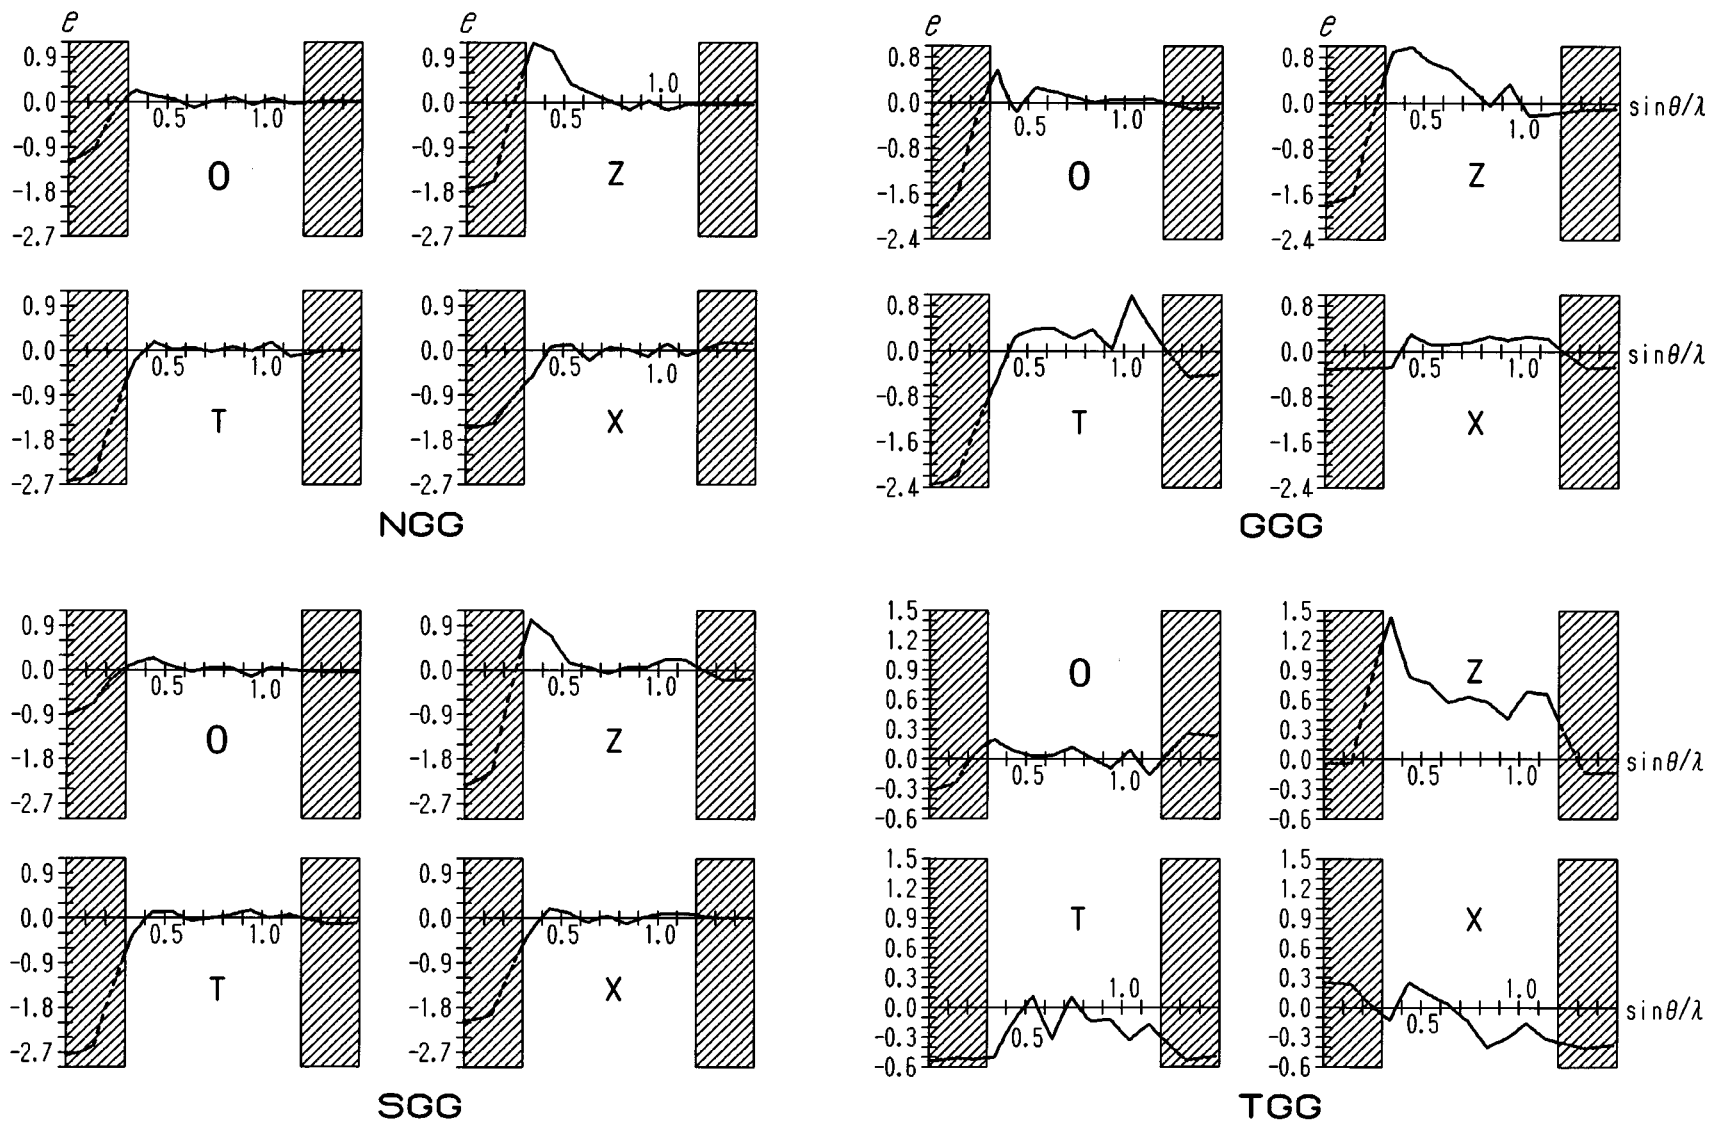 e e e e
0.9 0.9 0.8 0.8
1.0
0.0 0.0 0.0 0.0 sinθ/λ
0.5 1.0 0.5 0.5 1.0 0.5 1.0
-0.9 -0.9 -0.8 -0.8
O Z O Z
-1.8 -1.8 -1.6 -1.6
-2.7 -2.7 -2.4 -2.4
0.9 0.9 0.8 0.8
0.0 0.0 0.0 0.0 sinθ/λ
0.5 1.0 0.5 1.0 0.5 1.0 0.5 1.0
-0.9 -0.9 -0.8 -0.8
T X T X
-1.8 -1.8 -1.6 -1.6
-2.7 -2.7 -2.4 -2.4
NGG GGG
1.5 1.5
0.9 0.9 1.2 1.2
0.9 0.9
O Z
0.0 0.0 0.6 0.6
0.5 1.0 0.5 1.0
-0.9 -0.9 0.3 0.3
O Z
-1.8 -1.8 0.0 0.0 sinθ/λ
0.5 1.0 0.5 1.0
-0.3 -0.3
-2.7 -2.7 -0.6 -0.6
1.5 1.5
0.9 0.9 1.2 1.2
0.0 0.0 0.9 0.9
T X
0.5 1.0 0.5 1.0
-0.9 -0.9 0.6 0.6
T X 0.3 0.3
1.0 1.0
-1.8 -1.8 0.0 0.0 sinθ/λ
0.5 0.5
-0.3 -0.3
-2.7 -2.7 -0.6 -0.6
SGG TGG